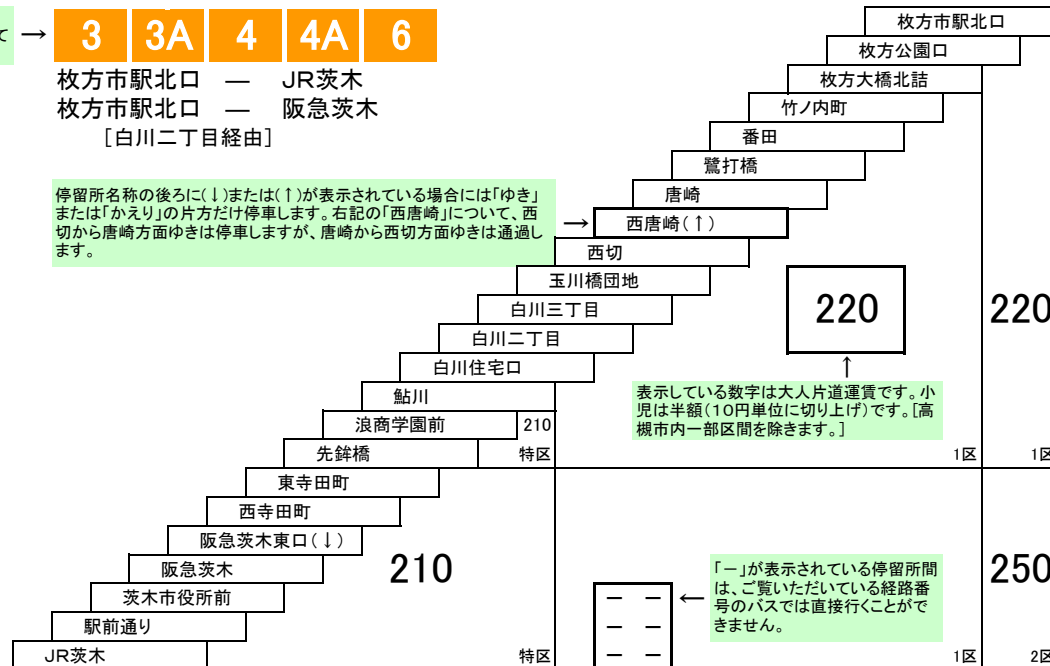 て → 3 3A 4 4A 6
枚方市駅北口 ― JR茨木
枚方市駅北口 ― 阪急茨木
[白川二丁目経由]
枚方市駅北口
枚方公園口
枚方大橋北詰
竹ノ内町
番田
鷺打橋
唐崎
停留所名称の後ろに(↓)または(↑)が表示されている場合には「ゆき」
または「かえり」の片方だけ停車します。右記の「西唐崎」について、西
切から唐崎方面ゆきは停車しますが、唐崎から西切方面ゆきは通過し
ます。
→ 西唐崎(↑)
西切
玉川橋団地
白川三丁目
220 220
白川二丁目
白川住宅口
↑
鮎川
表示している数字は大人片道運賃です。小
児は半額(10円単位に切り上げ)です。[高
槻市内一部区間を除きます。]
浪商学園前 210
先鉾橋 特区 1区 1区
東寺田町
西寺田町
阪急茨木東口(↓)
阪急茨木 210 250
「-」が表示されている停留所間
は、ご覧いただいている経路番
号のバスでは直接行くことがで
きません。
茨木市役所前 - - ←
駅前通り - -
JR茨木 特区 - - 1区 2区